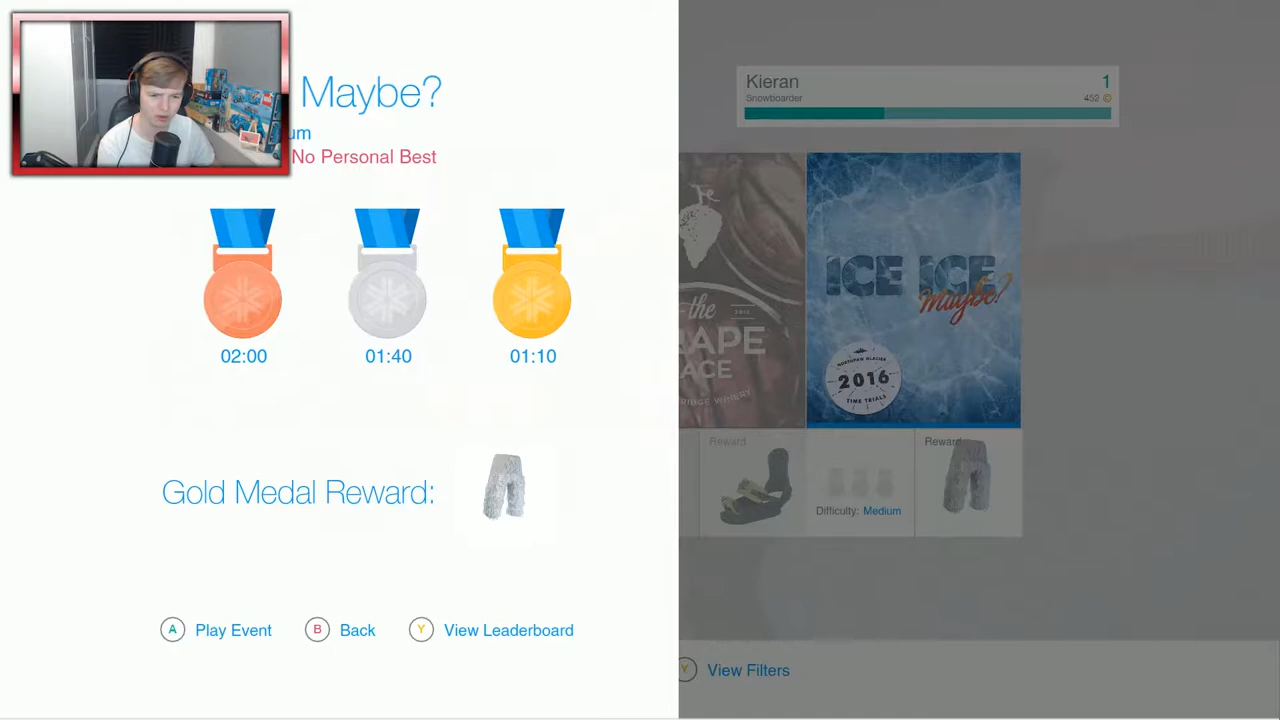 Maybe?
um
No Personal Best
02:00
01:40
01:10
Gold Medal Reward:
A Play Event
B Back
Y View Leaderboard
Kieran
1
Snowboarder
452
the
RAPE
ACE
ICE ICE
Maybe?
NORTHPAW GLACIER
2016
TIME TRIALS
Reward
Difficulty: Medium
Reward
Y View Filters